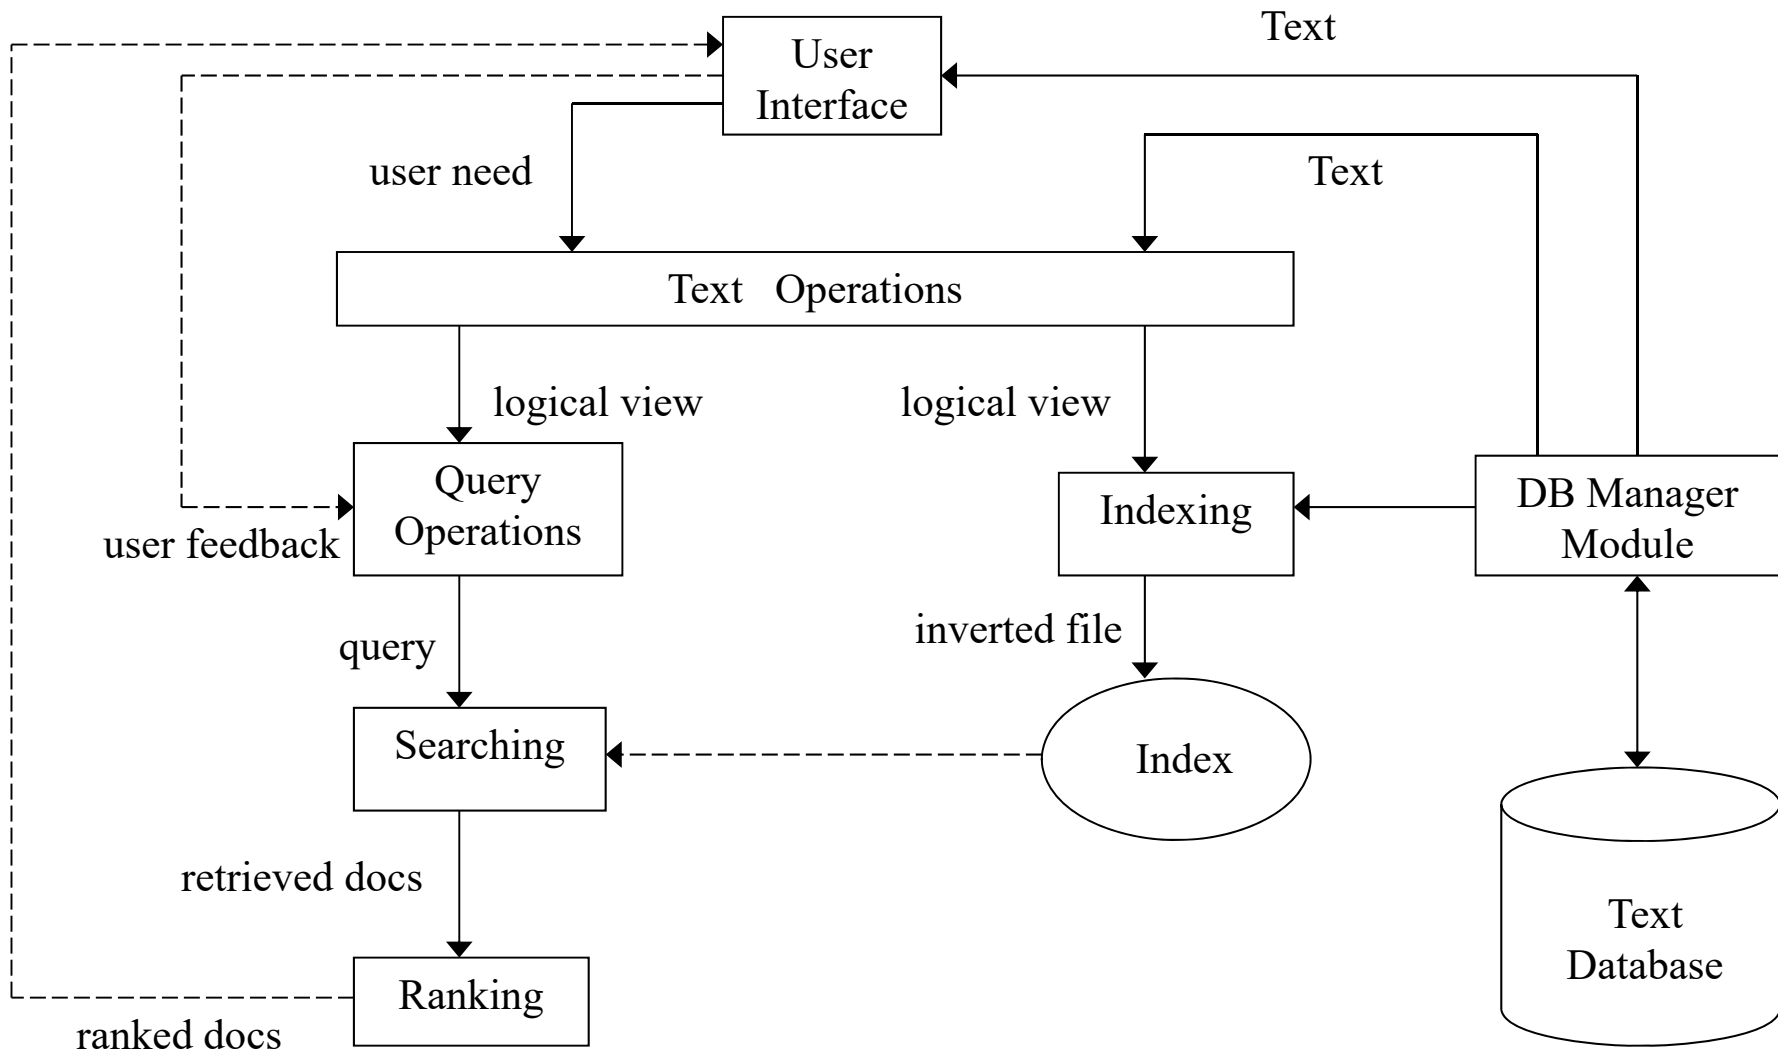 Text
User
Interface
user need
Text
Text Operations
logical view
logical view
Query
Operations
Indexing
DB Manager
Module
user feedback
inverted file
query
Searching
Index
retrieved docs
Text
Database
Ranking
ranked docs